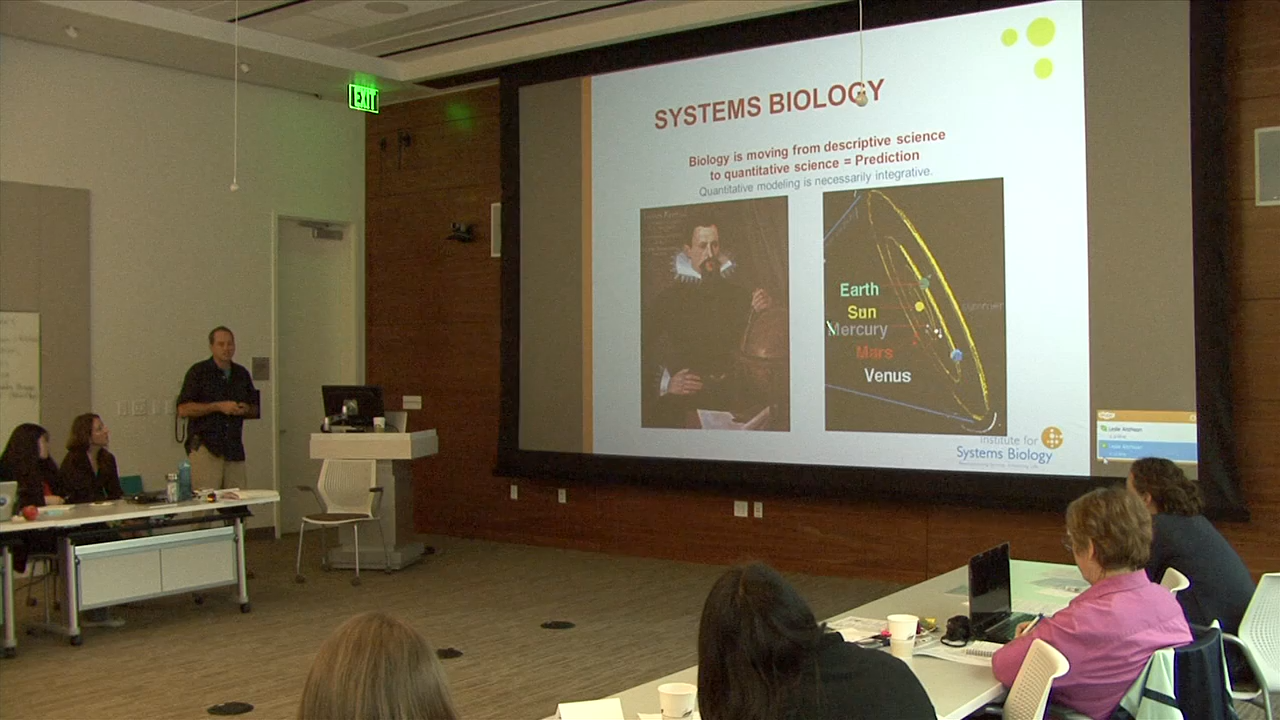 EXIT
SYSTEMS BIOLOGY
Biology is moving from descriptive science
to quantitative science = Prediction
Quantitative modeling is necessarily integrative.
Earth
Sun
Mercury
Mars
Venus
summer
Institute for
Systems Biology